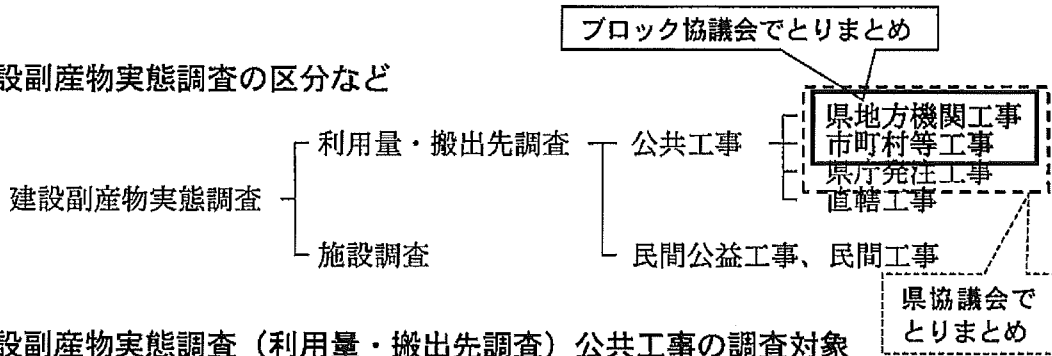 ブロック協議会でとりまとめ
設副産物実態調査の区分など
県地方機関工事
利用量・搬出先調査 公共工事 市町村等工事
県庁発注工事
建設副産物実態調査 直轄工事
施設調査 民間公益工事、民間工事
県協議会で
とりまとめ
設副産物実態調査（利用量・搬出先調査）公共工事の調査対象